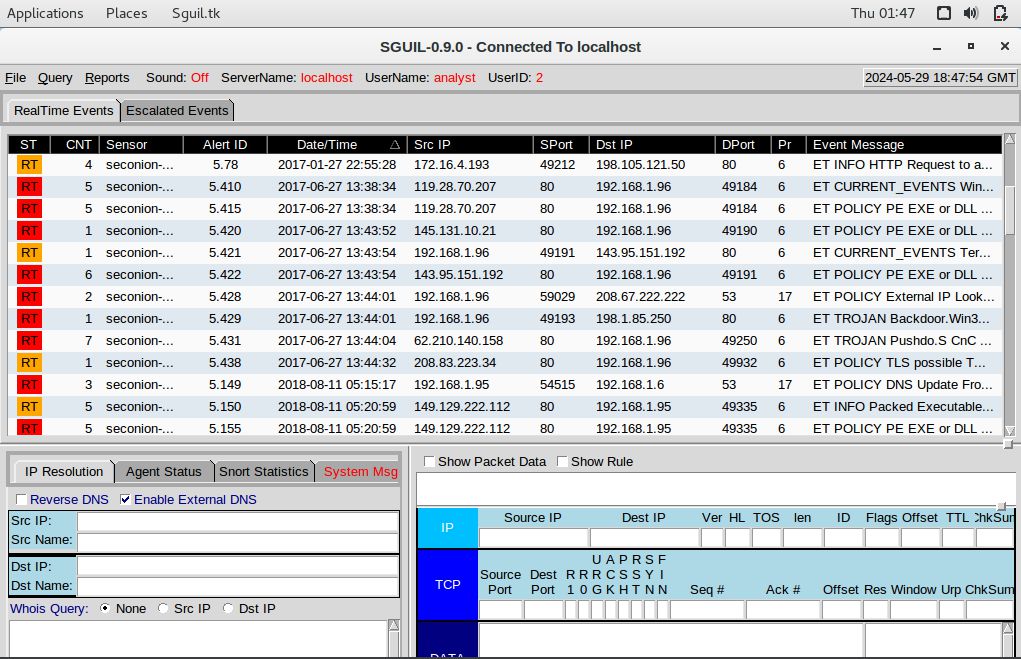 Applications Places Sguil.tk Thu 01:47
SGUIL-0.9.0 - Connected To localhost
File Query Reports Sound: Off ServerName: localhost UserName: analyst UserID: 2 2024-05-29 18:47:54 GMT
RealTime Events Escalated Events
ST CNT Sensor Alert ID Date/Time Src IP SPort Dst IP DPort Pr Event Message
RT 4 seconion-... 5.78 2017-01-27 22:55:28 172.16.4.193 49212 198.105.121.50 80 6 ET INFO HTTP Request to a...
RT 5 seconion-... 5.410 2017-06-27 13:38:34 119.28.70.207 80 192.168.1.96 49184 6 ET CURRENT_EVENTS Win...
RT 5 seconion-... 5.415 2017-06-27 13:38:34 119.28.70.207 80 192.168.1.96 49184 6 ET POLICY PE EXE or DLL ...
RT 1 seconion-... 5.420 2017-06-27 13:43:52 145.131.10.21 80 192.168.1.96 49190 6 ET POLICY PE EXE or DLL ...
RT 1 seconion-... 5.421 2017-06-27 13:43:54 192.168.1.96 49191 143.95.151.192 80 6 ET CURRENT_EVENTS Ter...
RT 6 seconion-... 5.422 2017-06-27 13:43:54 143.95.151.192 80 192.168.1.96 49191 6 ET POLICY PE EXE or DLL ...
RT 2 seconion-... 5.428 2017-06-27 13:44:01 192.168.1.96 59029 208.67.222.222 53 17 ET POLICY External IP Look...
RT 1 seconion-... 5.429 2017-06-27 13:44:01 192.168.1.96 49193 198.1.85.250 80 6 ET TROJAN Backdoor.Win3...
RT 7 seconion-... 5.431 2017-06-27 13:44:04 62.210.140.158 80 192.168.1.96 49250 6 ET TROJAN Pushdo.S CnC ...
RT 1 seconion-... 5.438 2017-06-27 13:44:32 208.83.223.34 80 192.168.1.96 49932 6 ET POLICY TLS possible T...
RT 3 seconion-... 5.149 2018-08-11 05:15:17 192.168.1.95 54515 192.168.1.6 53 17 ET POLICY DNS Update Fro...
RT 5 seconion-... 5.150 2018-08-11 05:20:59 149.129.222.112 80 192.168.1.95 49335 6 ET INFO Packed Executable...
RT 5 seconion-... 5.155 2018-08-11 05:20:59 149.129.222.112 80 192.168.1.95 49335 6 ET POLICY PE EXE or DLL ...
IP Resolution Agent Status Snort Statistics System Msg
Reverse DNS Enable External DNS
Src IP:
Src Name:
Dst IP:
Dst Name:
Whois Query: None Src IP Dst IP
Show Packet Data Show Rule
IP Source IP Dest IP Ver HL TOS len ID Flags Offset TTL ChkSum
U A P R S F
TCP Source Dest R R R C S S Y I
Port Port 1 0 G K H T N N Seq # Ack # Offset Res Window Urp ChkSum
DATA